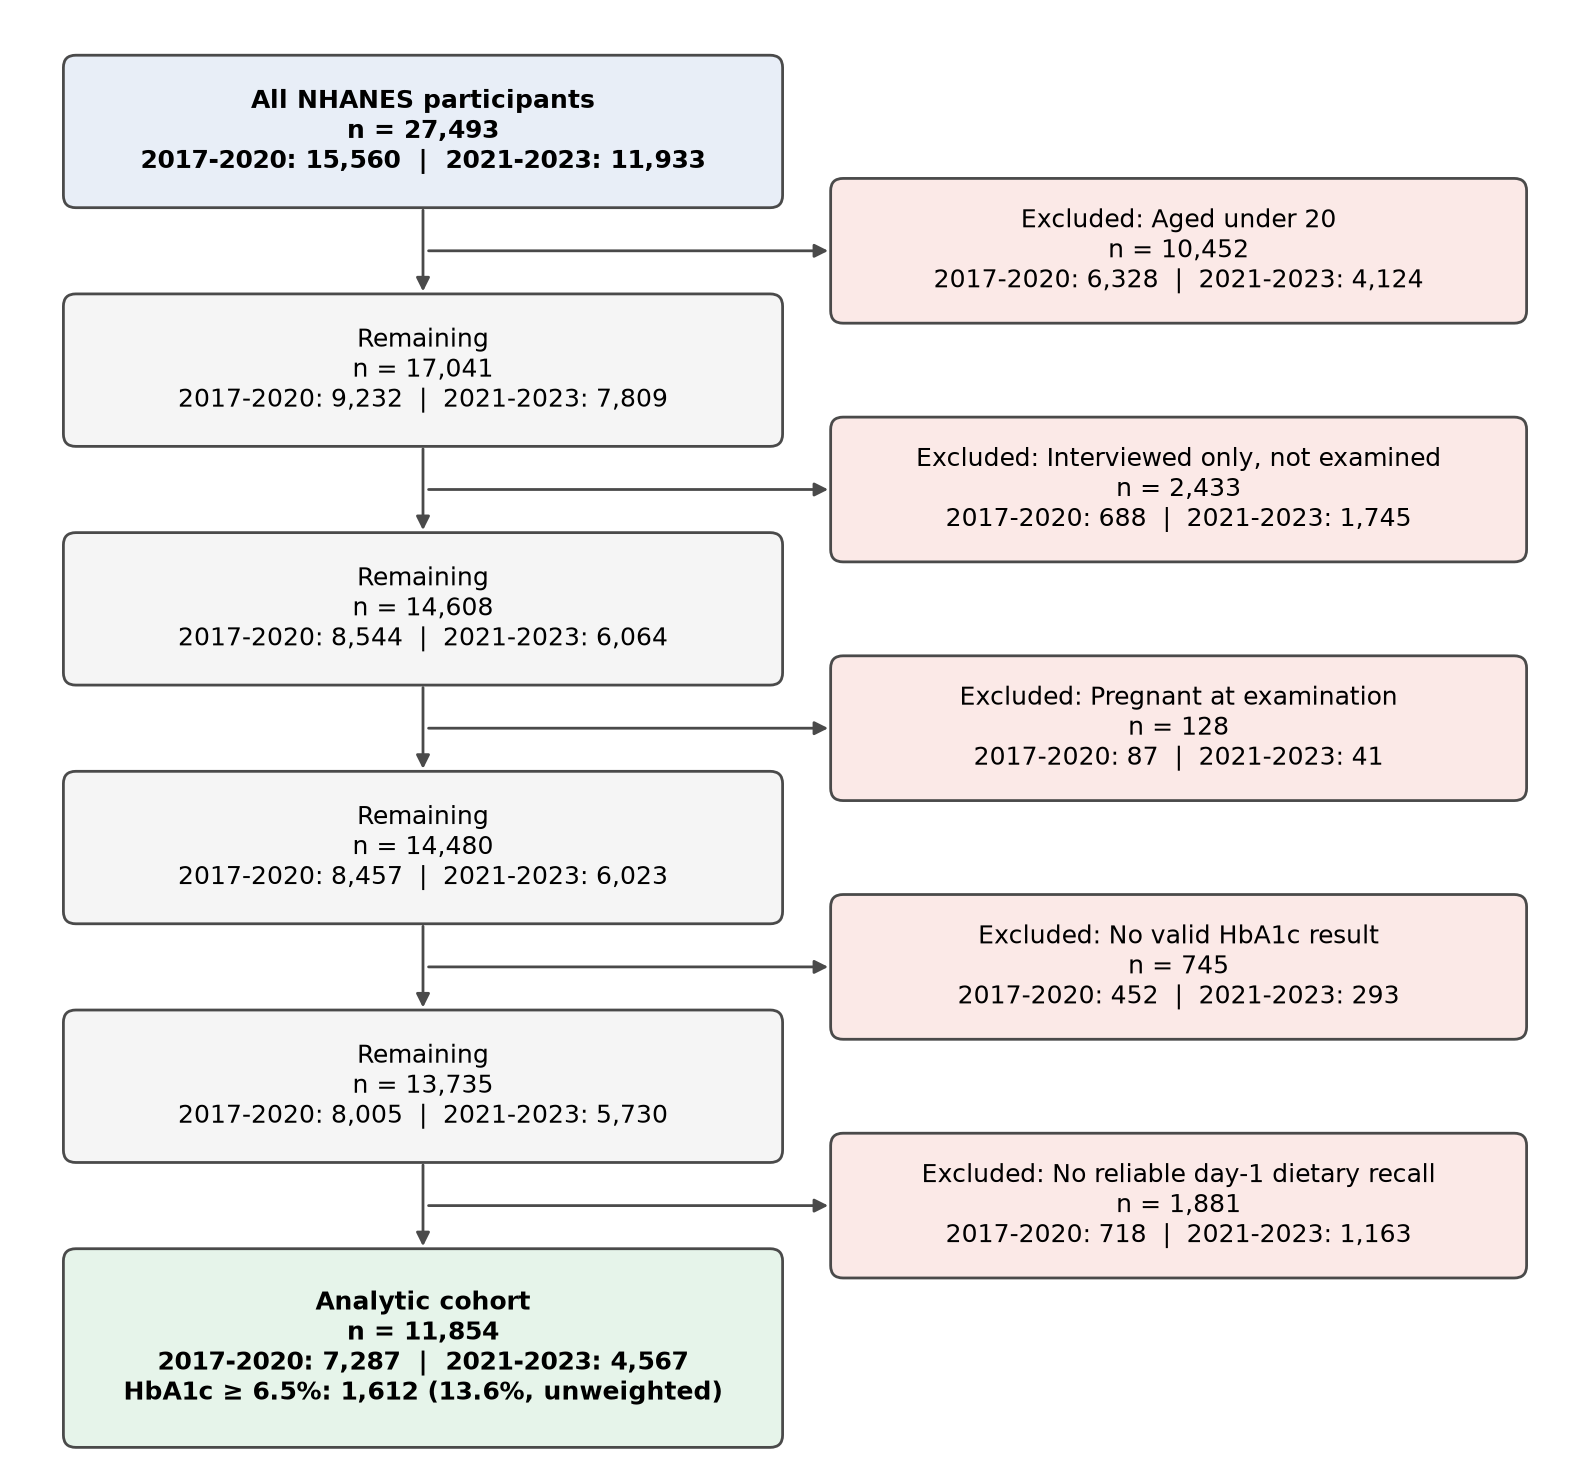 All NHANES participants
n = 27,493
2017-2020: 15,560 | 2021-2023: 11,933
Excluded: Aged under 20
n = 10,452
2017-2020: 6,328 | 2021-2023: 4,124
Remaining
n = 17,041
2017-2020: 9,232 | 2021-2023: 7,809
Excluded: Interviewed only, not examined
n = 2,433
2017-2020: 688 | 2021-2023: 1,745
Remaining
n = 14,608
2017-2020: 8,544 | 2021-2023: 6,064
Excluded: Pregnant at examination
n = 128
2017-2020: 87 | 2021-2023: 41
Remaining
n = 14,480
2017-2020: 8,457 | 2021-2023: 6,023
Excluded: No valid HbA1c result
n = 745
2017-2020: 452 | 2021-2023: 293
Remaining
n = 13,735
2017-2020: 8,005 | 2021-2023: 5,730
Excluded: No reliable day-1 dietary recall
n = 1,881
2017-2020: 718 | 2021-2023: 1,163
Analytic cohort
n = 11,854
2017-2020: 7,287 | 2021-2023: 4,567
HbA1c ≥ 6.5%: 1,612 (13.6%, unweighted)